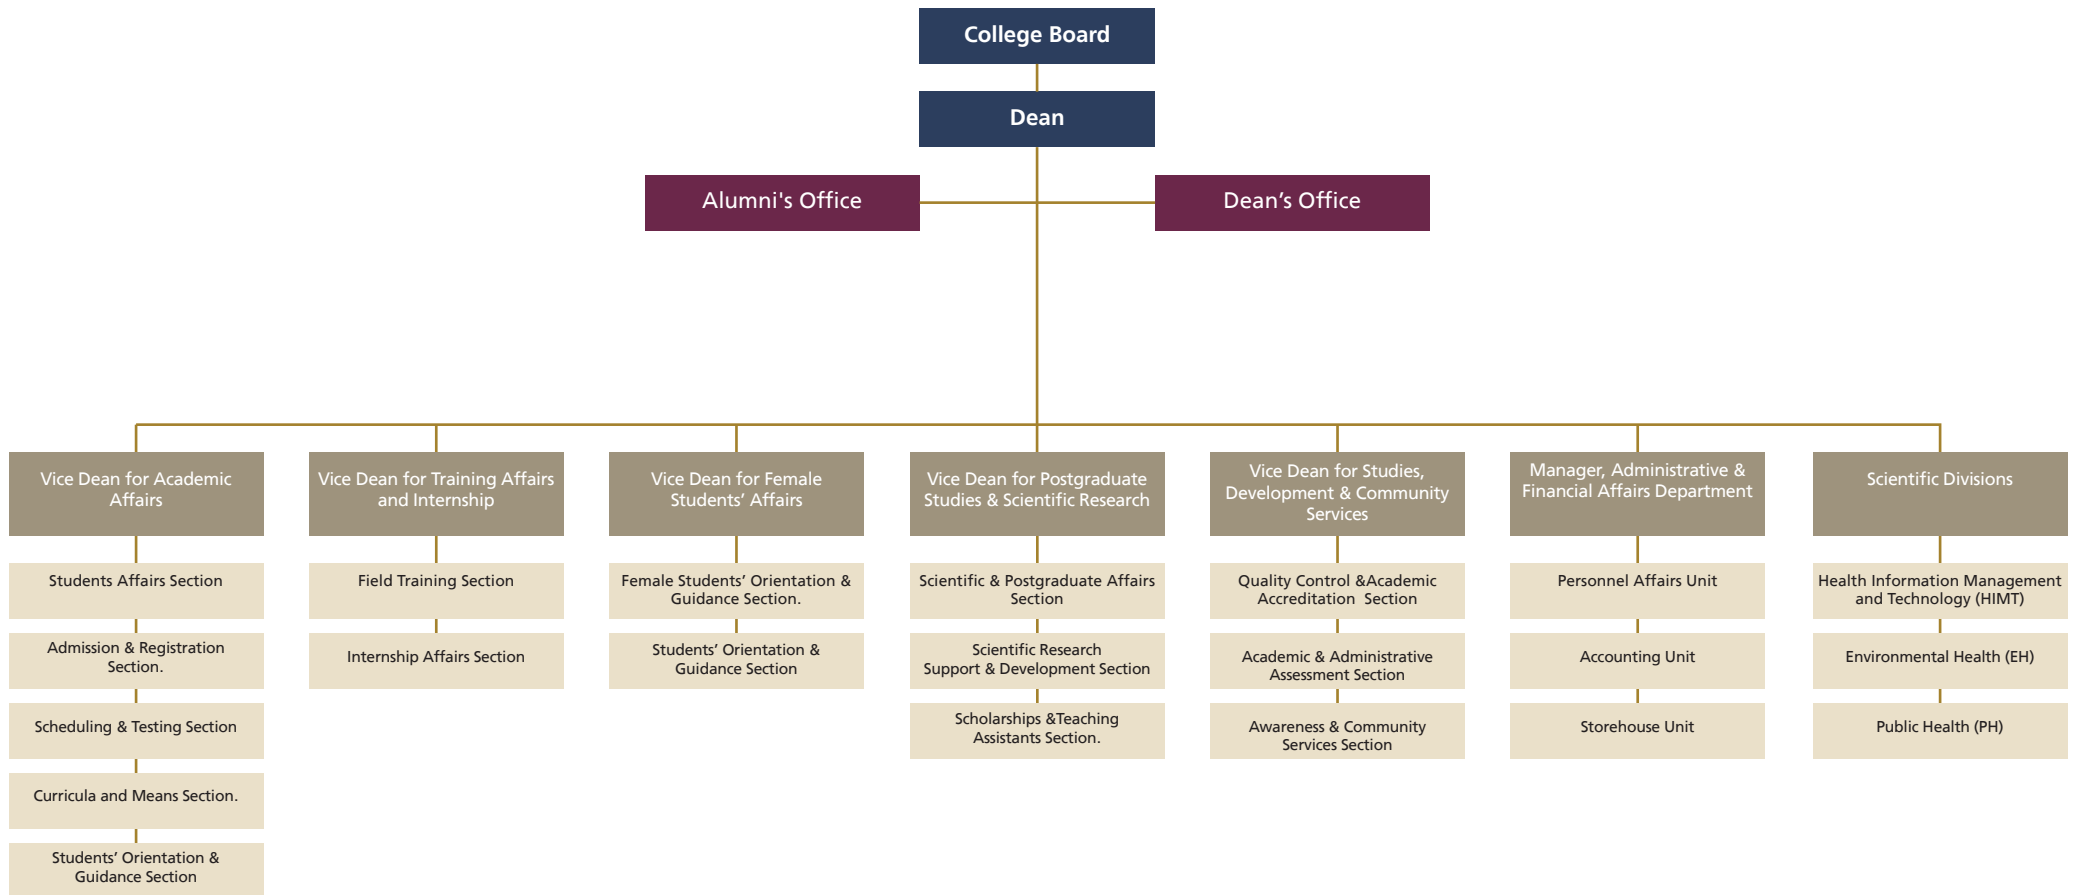 College Board
Dean
Alumni's Office
Dean’s Office
Vice Dean for Academic
Affairs
Students Affairs Section
Admission & Registration
Section.
Scheduling & Testing Section
Curricula and Means Section.
Students’ Orientation &
Guidance Section
Vice Dean for Training Affairs
and Internship
Field Training Section
Internship Affairs Section
Vice Dean for Female
Students’ Affairs
Female Students’ Orientation &
Guidance Section.
Students’ Orientation &
Guidance Section
Vice Dean for Postgraduate
Studies & Scientific Research
Scientific & Postgraduate Affairs
Section
Scientific Research
Support & Development Section
Scholarships &Teaching
Assistants Section.
Vice Dean for Studies,
Development & Community
Services
Quality Control &Academic
Accreditation  Section
Academic & Administrative
Assessment Section
Awareness & Community
Services Section
Manager, Administrative &
Financial Affairs Department
Personnel Affairs Unit
Accounting Unit
Storehouse Unit
Scientific Divisions
Health Information Management
and Technology (HIMT)
Environmental Health (EH)
Public Health (PH)